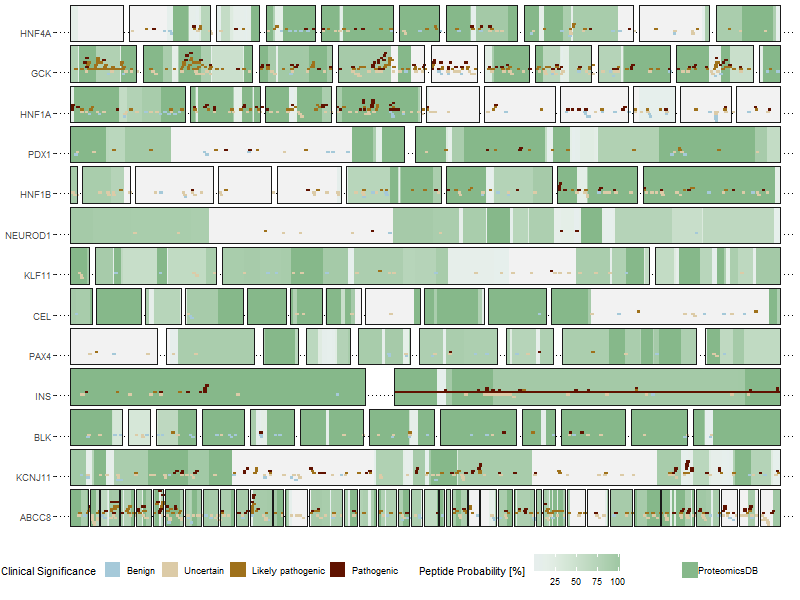 HNF4A
GCK
HNF1A
PDX1
HNF1B
NEUROD1
KLF11
CEL
PAX4
INS
BLK
KCNJ11
ABCC8
Clinical Significance Benign Uncertain Likely pathogenic Pathogenic Peptide Probability [%] ProteomicsDB
25 50 75 100